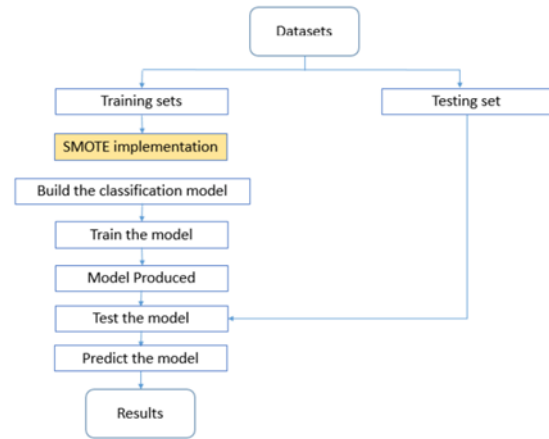 Datasets
Training sets
Testing set
SMOTE implementation
Build the classification model
Train the model
Model Produced
Test the model
Predict the model
Results